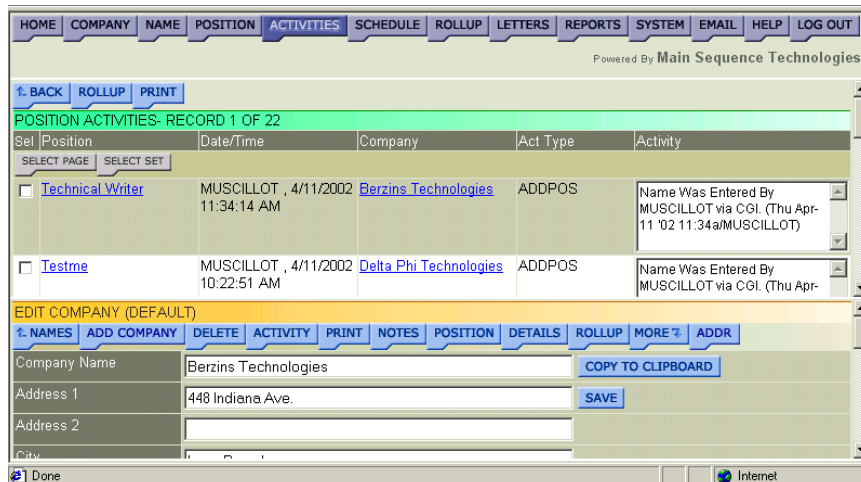 HOME COMPANY NAME POSITION ACTIVITIES SCHEDULE ROLLUP LETTERS REPORTS SYSTEM EMAIL HELP LOG OUT
Powered By Main Sequence Technologies
BACK ROLLUP PRINT
POSITION ACTIVITIES- RECORD 1 OF 22
Sel Position Date/Time Company Act Type Activity
SELECT PAGE SELECT SET
Technical Writer MUSCILLOT , 4/11/2002 Berzins Technologies ADDPOS Name Was Entered By
11:34:14 AM MUSCILLOT via CGI. (Thu Apr-
11 '02 11:34a/MUSCILLOT)
Testme MUSCILLOT , 4/11/2002 Delta Phi Technologies ADDPOS Name Was Entered By
10:22:51 AM MUSCILLOT via CGI. (Thu Apr-
EDIT COMPANY (DEFAULT)
NAMES ADD COMPANY DELETE ACTIVITY PRINT NOTES POSITION DETAILS ROLLUP MORE ADDR
Company Name Berzins Technologies COPY TO CLIPBOARD
Address 1 448 Indiana Ave. SAVE
Address 2
City
Done Internet